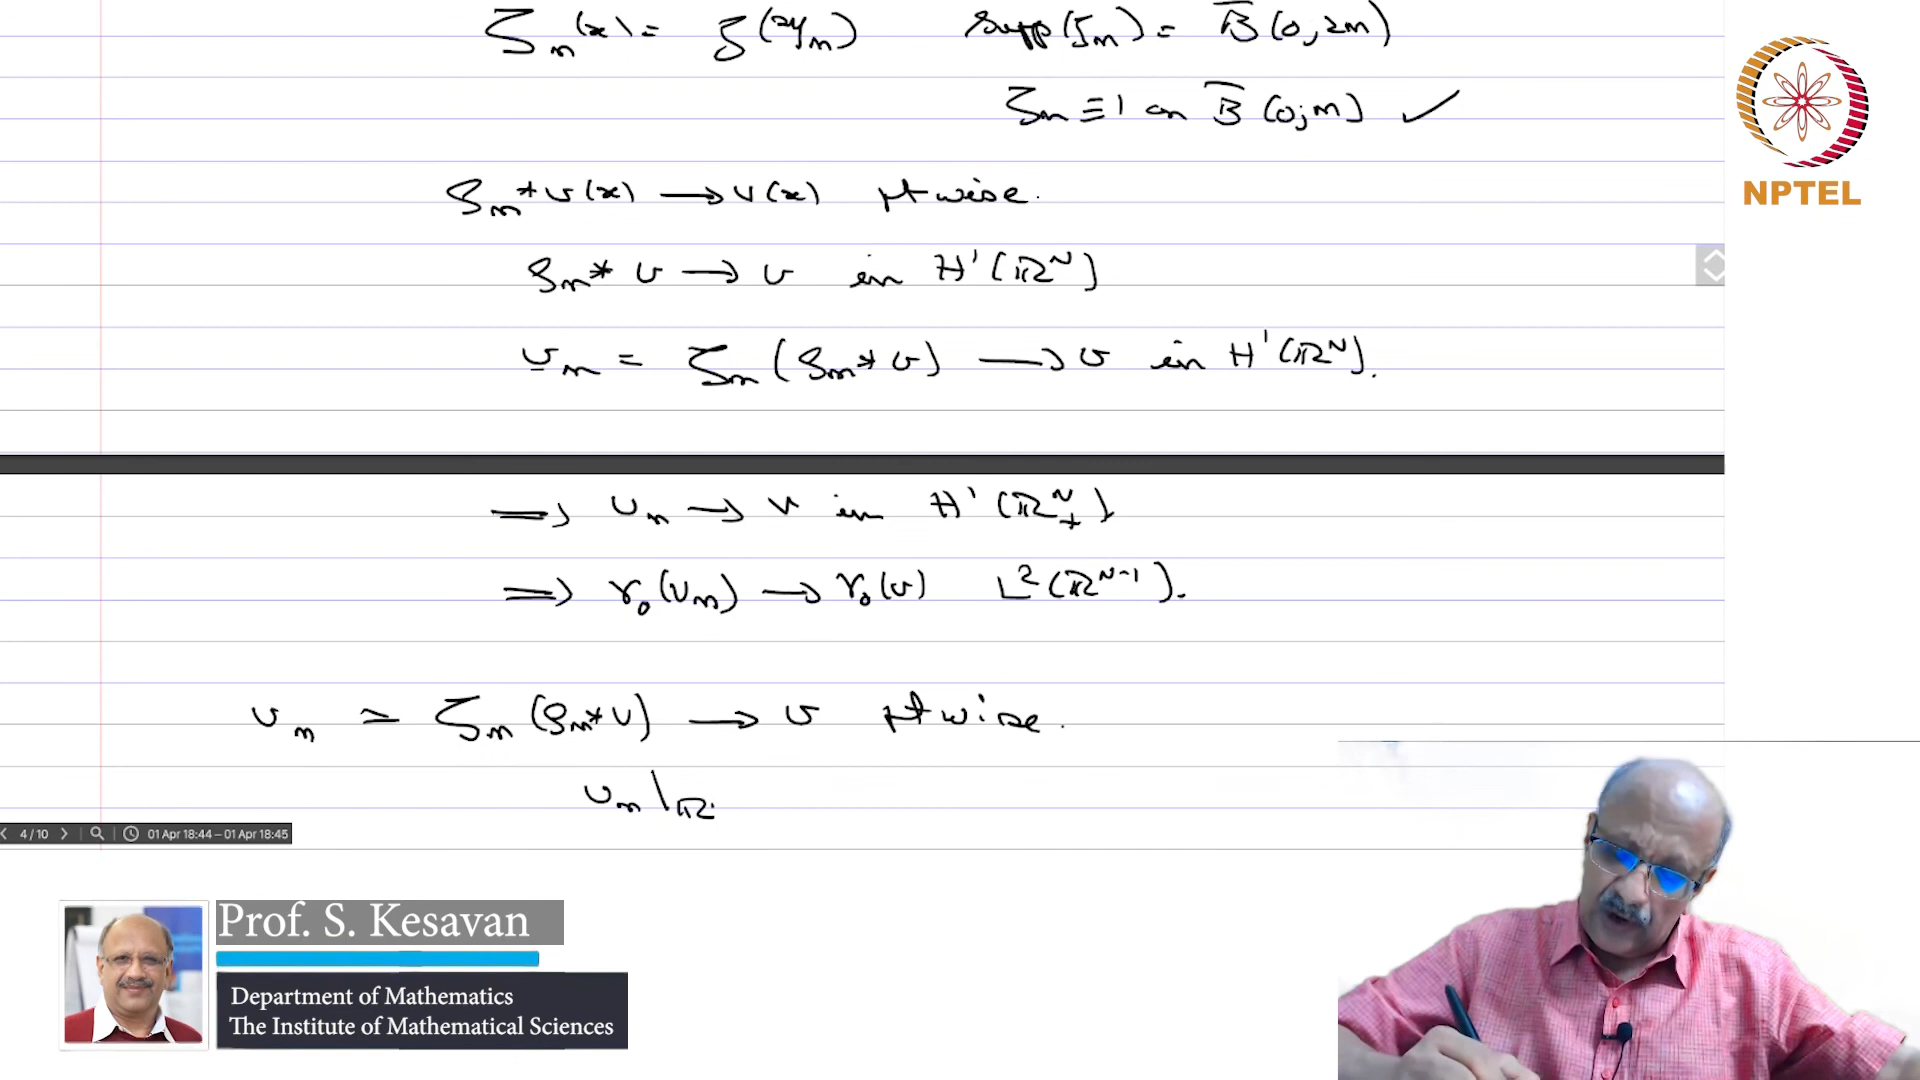 ζ_m(x) = ζ(x/m) supp(ζ_m) = B̅(0;2m)
ζ_m ≡ 1 on B̅(0;m) ✓
ρ_m * v(x) → v(x) ptwise.
ρ_m * v → v in H¹(ℝᴺ)
v_m = ζ_m(ρ_m * v) → v in H¹(ℝᴺ).
⇒ v_m → v in H¹(ℝᴺ₊)
⇒ γ₀(v_m) → γ₀(v) L²(ℝᴺ⁻¹).
v_m = ζ_m(ρ_m * v) → v ptwise.
v_m|_ℝ
4 / 10 01 Apr 18:44 – 01 Apr 18:45
NPTEL
Prof. S. Kesavan
Department of Mathematics
The Institute of Mathematical Sciences